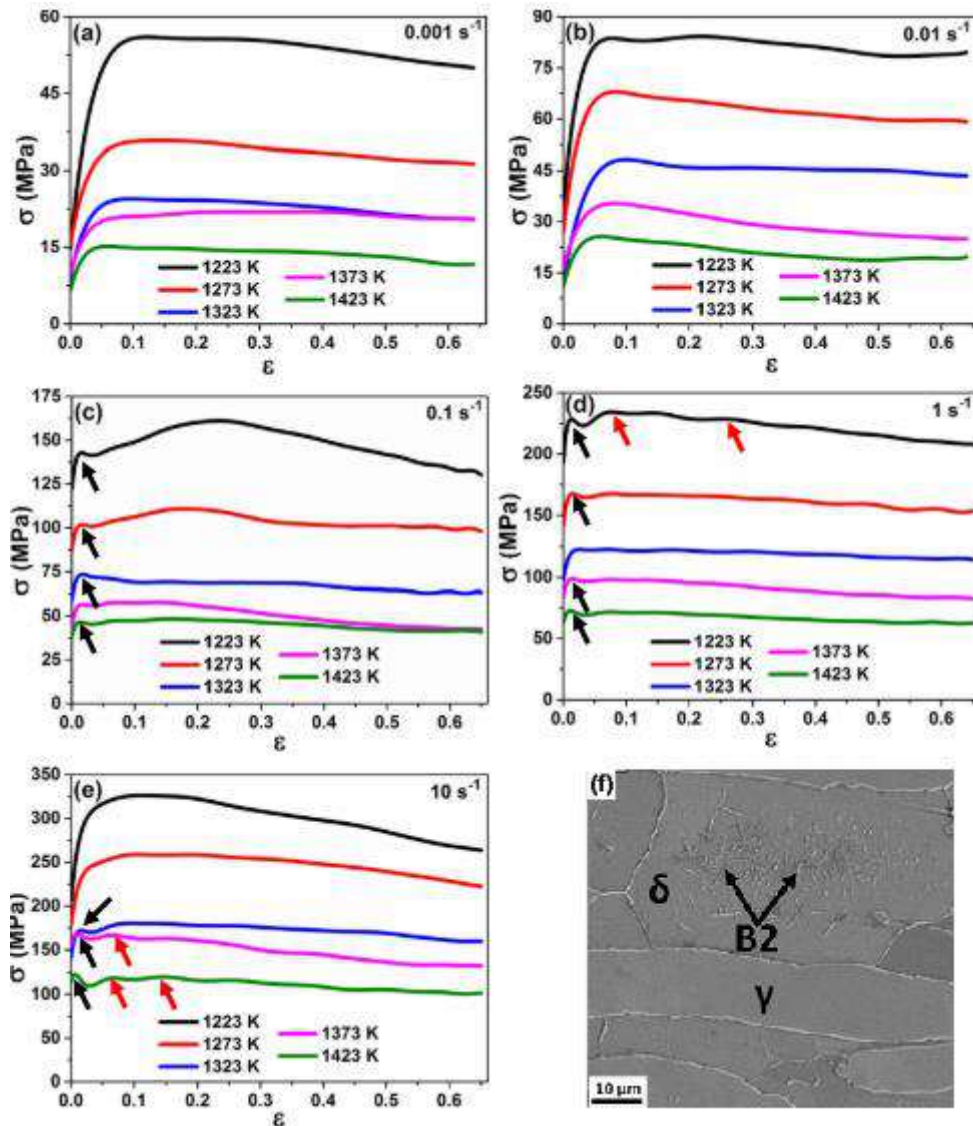 (a)
0.001 s⁻¹
60
45
30
15
0
σ (MPa)
1223 K
1273 K
1323 K
1373 K
1423 K
0.0 0.1 0.2 0.3 0.4 0.5 0.6
ε
(b)
0.01 s⁻¹
90
75
60
45
30
15
0
σ (MPa)
1223 K
1273 K
1323 K
1373 K
1423 K
0.0 0.1 0.2 0.3 0.4 0.5 0.6
ε
(c)
0.1 s⁻¹
175
150
125
100
75
50
25
0
σ (MPa)
1223 K
1273 K
1323 K
1373 K
1423 K
0.0 0.1 0.2 0.3 0.4 0.5 0.6
ε
(d)
1 s⁻¹
250
200
150
100
50
0
σ (MPa)
1223 K
1273 K
1323 K
1373 K
1423 K
0.0 0.1 0.2 0.3 0.4 0.5 0.6
ε
(e)
10 s⁻¹
350
300
250
200
150
100
50
0
σ (MPa)
1223 K
1273 K
1323 K
1373 K
1423 K
0.0 0.1 0.2 0.3 0.4 0.5 0.6
ε
(f)
δ
B2
γ
10 µm